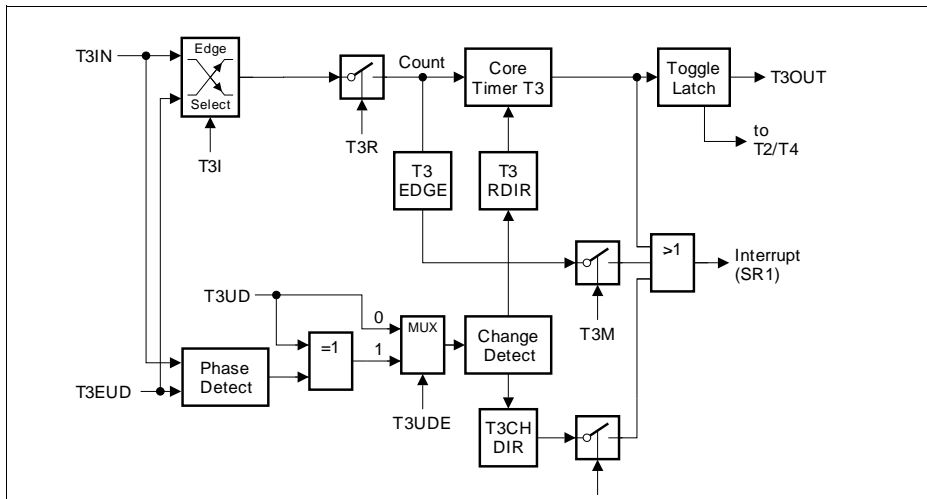 T3IN
Edge
Select
T3I
T3R
Count
Core
Timer T3
Toggle
Latch
T3OUT
to
T2/T4
T3
EDGE
T3
RDIR
>1
Interrupt
(SR1)
T3M
T3UD
0
1
MUX
=1
Change
Detect
Phase
Detect
T3EUD
T3UDE
T3CH
DIR